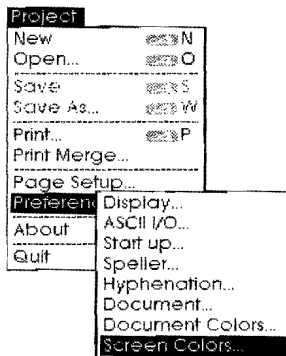 Project
New N
Open... O
Save S
Save As... W
Print... P
Print Merge...
Page Setup...
Preferenc
About
Quit
Display...
ASCII I/O...
Start up...
Speller...
Hyphenation...
Document...
Document Colors...
Screen Colors...